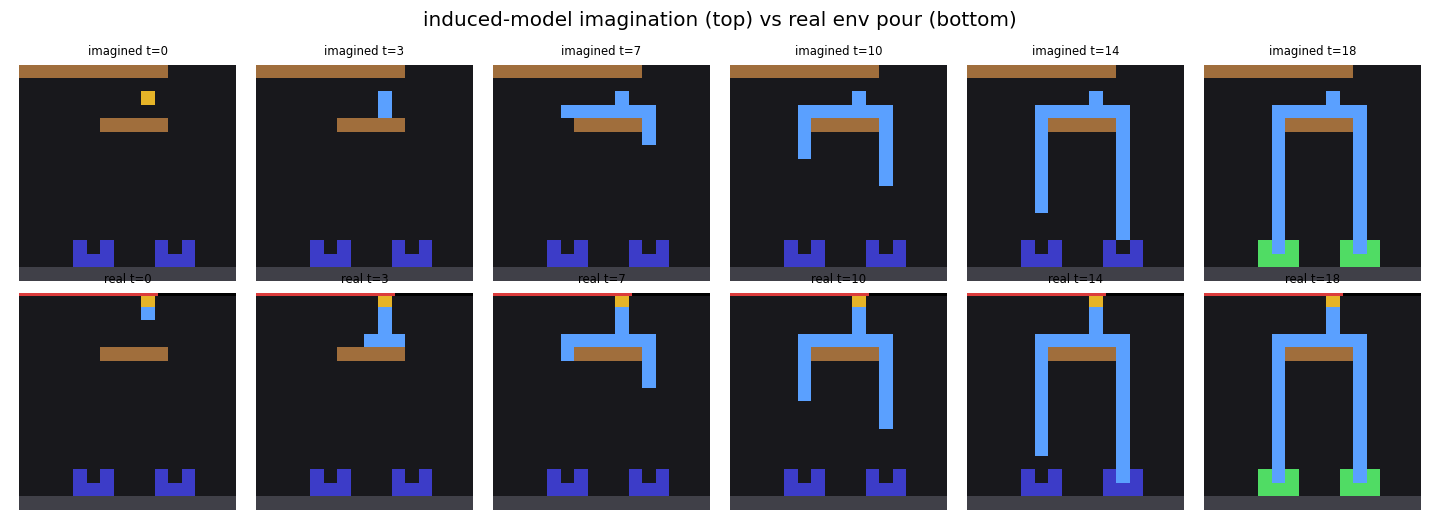 induced-model imagination (top) vs real env pour (bottom)
imagined t=0 imagined t=3 imagined t=7 imagined t=10 imagined t=14 imagined t=18
real t=0 real t=3 real t=7 real t=10 real t=14 real t=18